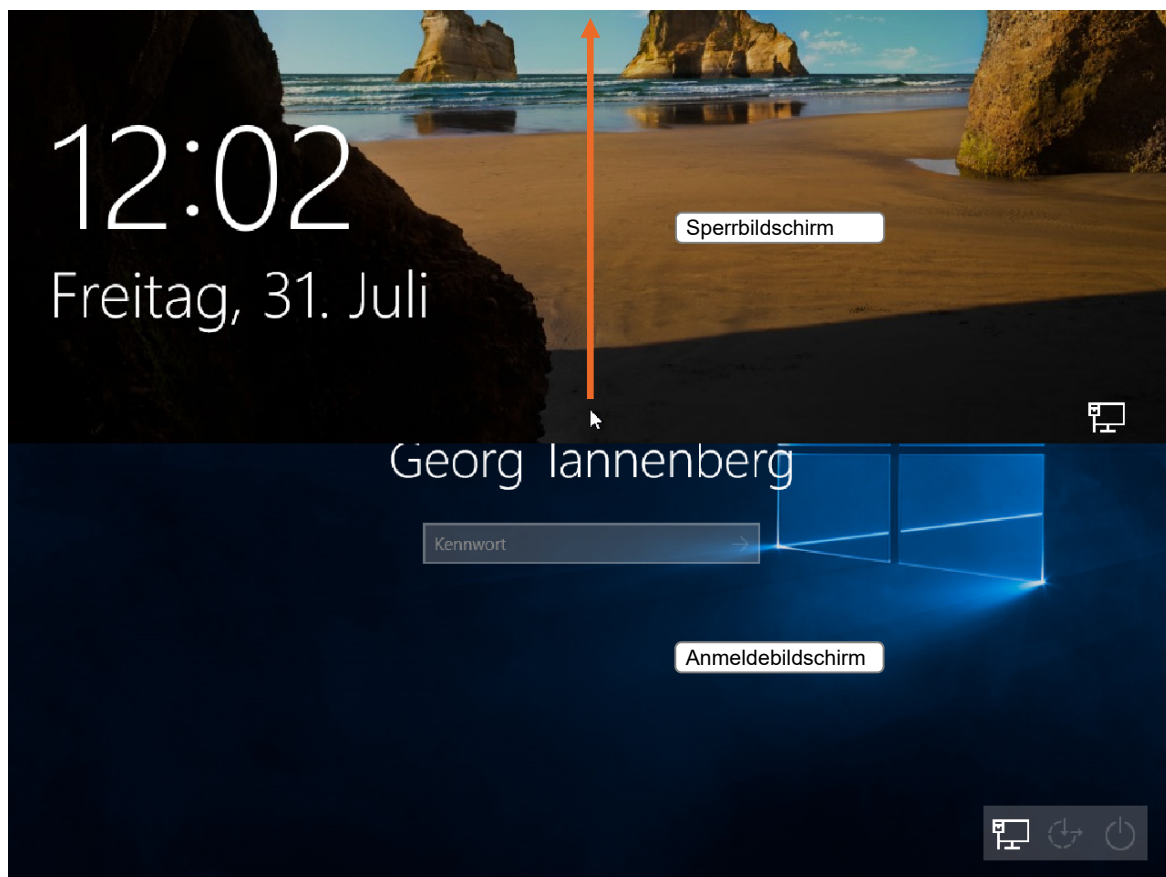 12:02
Freitag, 31. Juli
Sperrbildschirm
Georg Tannenberg
Kennwort
Anmeldebildschirm